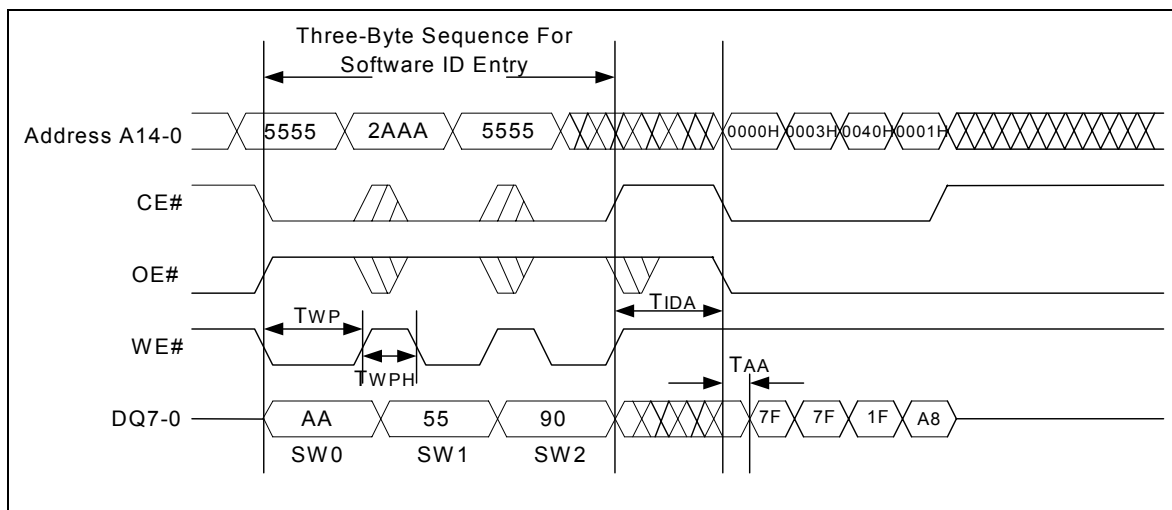 Three-Byte Sequence For
Software ID Entry
Address A14-0
5555
2AAA
5555
0000H
0003H
0040H
0001H
CE#
OE#
TWP
TIDA
WE#
TWPH
TAA
DQ7-0
AA
55
90
7F
7F
1F
A8
SW0
SW1
SW2